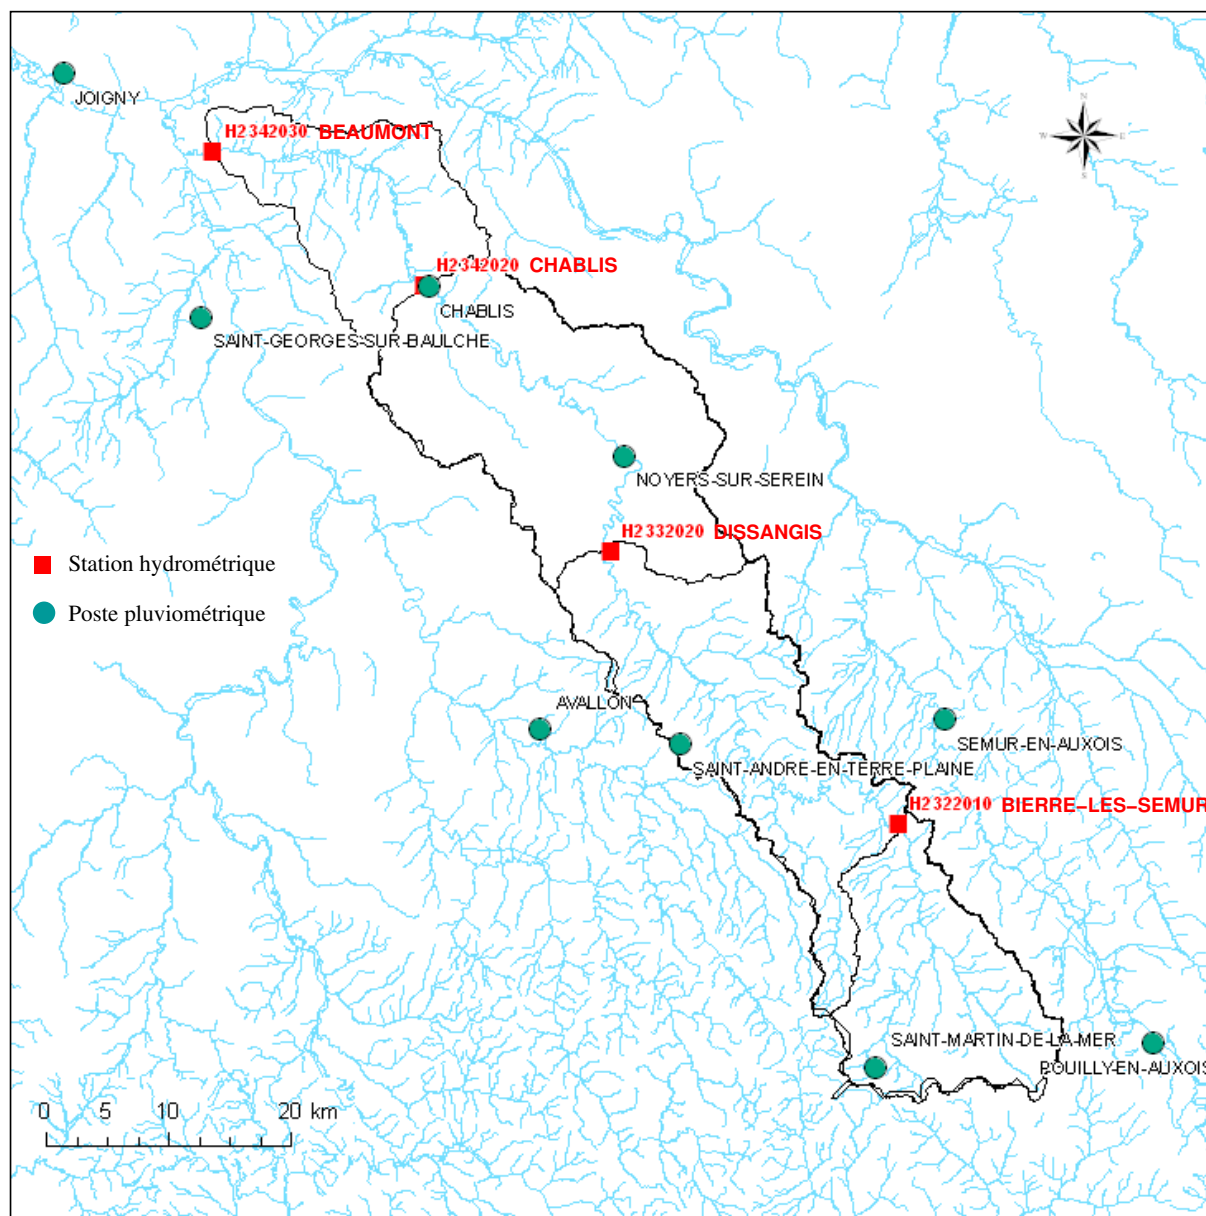 JOIGNY
N
W E
S
H2342030 BEAUMONT
H2342020 CHABLIS
CHABLIS
SAINT-GEORGES-SUR-BAULCHE
NOYERS-SUR-SEREIN
H2332020 DISSANGIS
Station hydrométrique
Poste pluviométrique
AVALLON
SEMUR-EN-AUXOIS
SAINT-ANDRE-EN-TERRE-PLAINE
H2322010 BIERRE-LES-SEMUR
SAINT-MARTIN-DE-LA-MER
POUILLY-EN-AUXOIS
0 5 10 20 km